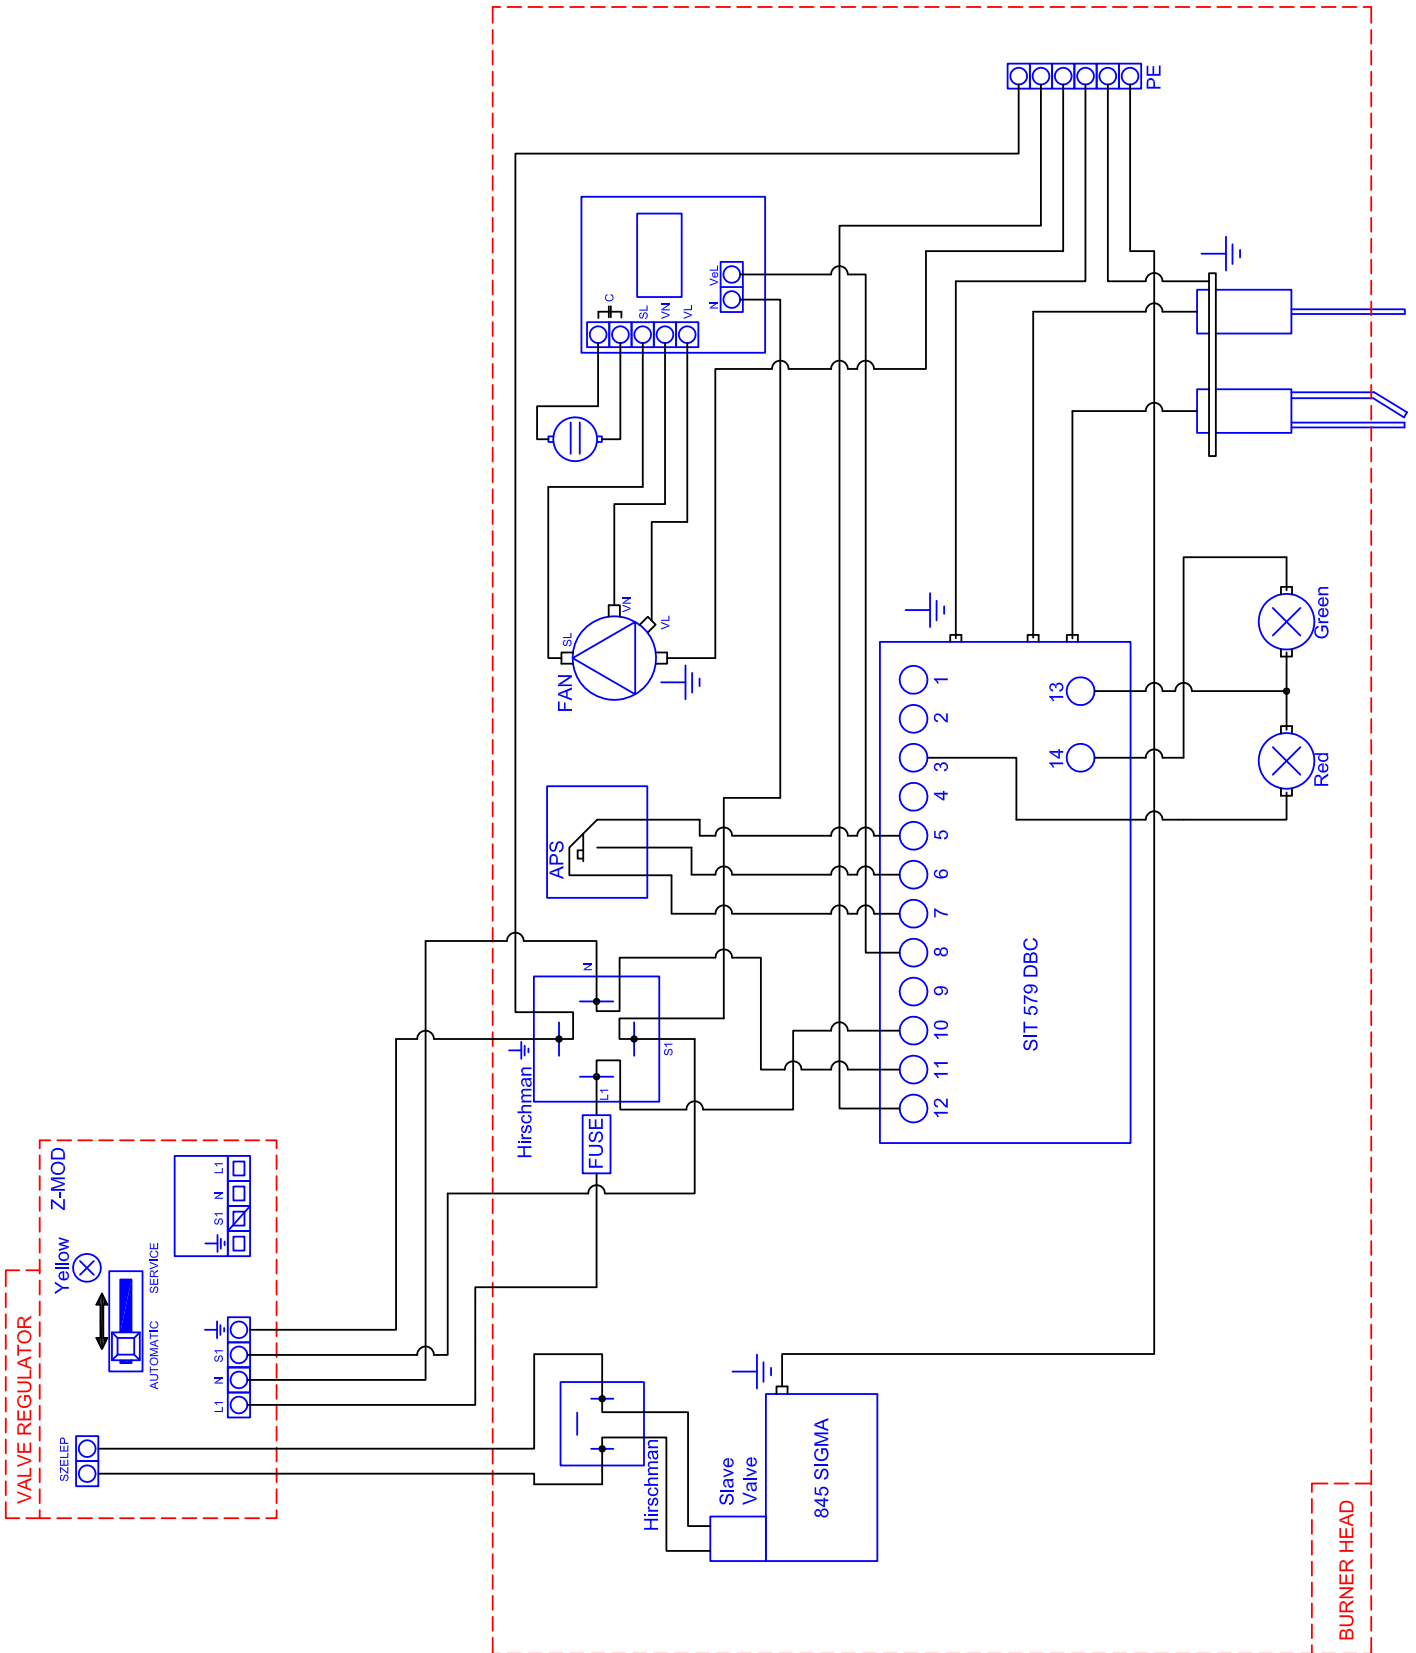 PE
C
SL
VN
VL
N
VeL
SL
VN
VL
FAN
APS
1
2
3
4
5
6
7
8
9
10
11
12
13
14
SIT 579 DBC
Green
Red
N
S1
L1
Hirschman
FUSE
Z-MOD
L1
N
S1
Yellow
AUTOMATIC
SERVICE
S1
N
L1
VALVE REGULATOR
SZELEP
Hirschman
Slave
Valve
845 SIGMA
BURNER HEAD